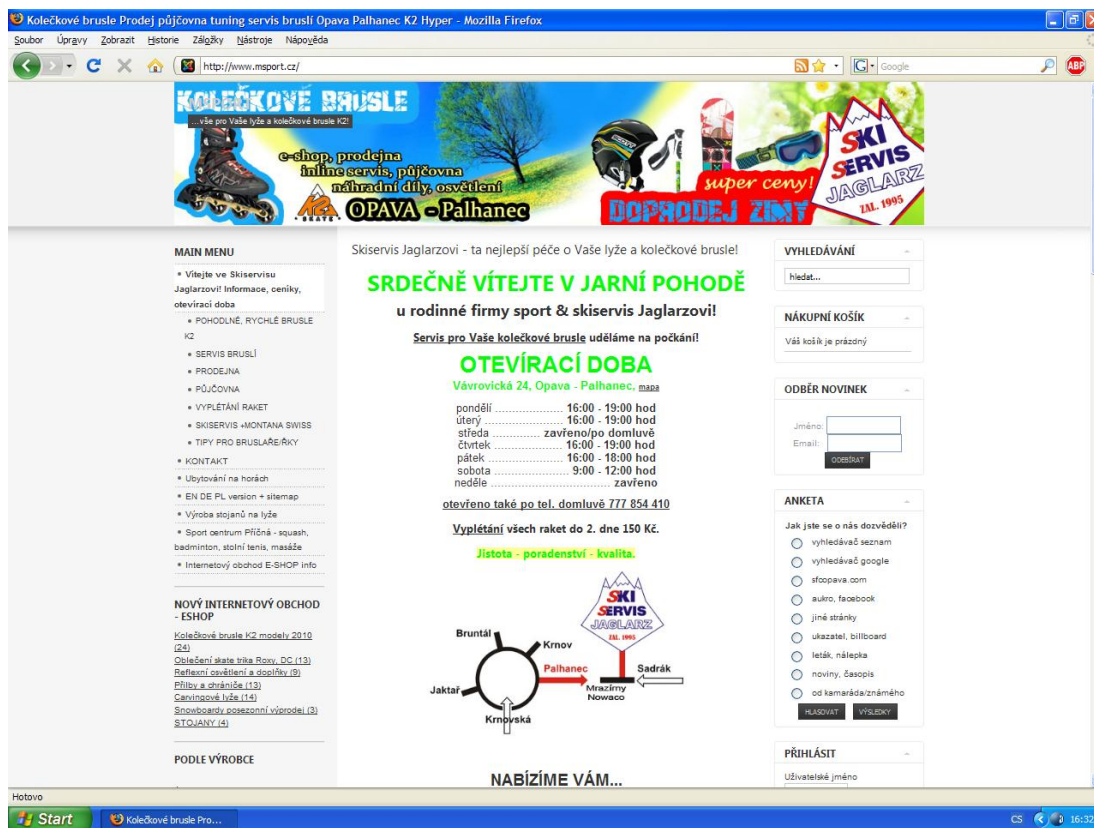 Kolečkové brusle Prodej půjčovna tuning servis bruslí Opava Palhanec K2 Hyper - Mozilla Firefox
Soubor Úpravy Zobrazit Historie Záložky Nástroje Nápověda
http://www.msport.cz/
Google
ABP
KOLEČKOVÉ BRUSLE
...vše pro Vaše lyže a kolečkové brusle K2!
e-shop, prodejna
inline servis, půjčovna
náhradní díly, osvětlení
K2
SKATE
OPAVA - Palhanec
SCOTT
super ceny!
DOPRODEJ ZIMY
SKI
SERVIS
JAGLARZ
ZAL. 1995
MAIN MENU
Vítejte ve Skiservisu
Jaglarzovi! Informace, ceníky,
otevírací doba
POHODLNÉ, RYCHLÉ BRUSLE
K2
SERVIS BRUSLÍ
PRODEJNA
PŮJČOVNA
VYPLÉTÁNÍ RAKET
SKISERVIS +MONTANA SWISS
TIPY PRO BRUSLAŘE/ŘKY
KONTAKT
Ubytování na horách
EN DE PL version + sitemap
Výroba stojanů na lyže
Sport centrum Příčná - squash,
badminton, stolní tenis, masáže
Internetový obchod E-SHOP info
NOVÝ INTERNETOVÝ OBCHOD
- ESHOP
Kolečkové brusle K2 modely 2010
(24)
Oblečení skate trika Roxy, DC (13)
Reflexní osvětlení a doplňky (9)
Přilby a chrániče (13)
Carvingové lyže (14)
Snowboardy posezonní výprodej (3)
STOJANY (4)
PODLE VÝROBCE
Skiservis Jaglarzovi - ta nejlepší péče o Vaše lyže a kolečkové brusle!
SRDEČNĚ VÍTEJTE V JARNÍ POHODĚ
u rodinné firmy sport & skiservis Jaglarzovi!
Servis pro Vaše kolečkové brusle uděláme na počkání!
OTEVÍRACÍ DOBA
Vávrovická 24, Opava - Palhanec. mapa
pondělí ..................... 16:00 - 19:00 hod
úterý ......................... 16:00 - 19:00 hod
středa .............. zavřeno/po domluvě
čtvrtek ...................... 16:00 - 19:00 hod
pátek ........................ 16:00 - 18:00 hod
sobota ........................ 9:00 - 12:00 hod
neděle .................................... zavřeno
otevřeno také po tel. domluvě 777 854 410
Vyplétání všech raket do 2. dne 150 Kč.
Jistota - poradenství - kvalita.
SKI
SERVIS
JAGLARZ
ZAL. 1995
Bruntál
Krnov
Palhanec
Sadrák
Jaktař
Mrazírny
Nowaco
Krnovská
NABÍZÍME VÁM...
VYHLEDÁVÁNÍ
hledat...
NÁKUPNÍ KOŠÍK
Váš košík je prázdný
ODBĚR NOVINEK
Jméno:
Email:
ODEBÍRAT
ANKETA
Jak jste se o nás dozvěděli?
vyhledávač seznam
vyhledávač google
sfcopava.com
aukro, facebook
jiné stránky
ukazatel, billboard
leták, nálepka
noviny, časopis
od kamaráda/známého
HLASOVAT VÝSLEDKY
PŘIHLÁSIT
Uživatelské jméno
Hotovo
Start
Kolečkové brusle Pro...
CS
16:32